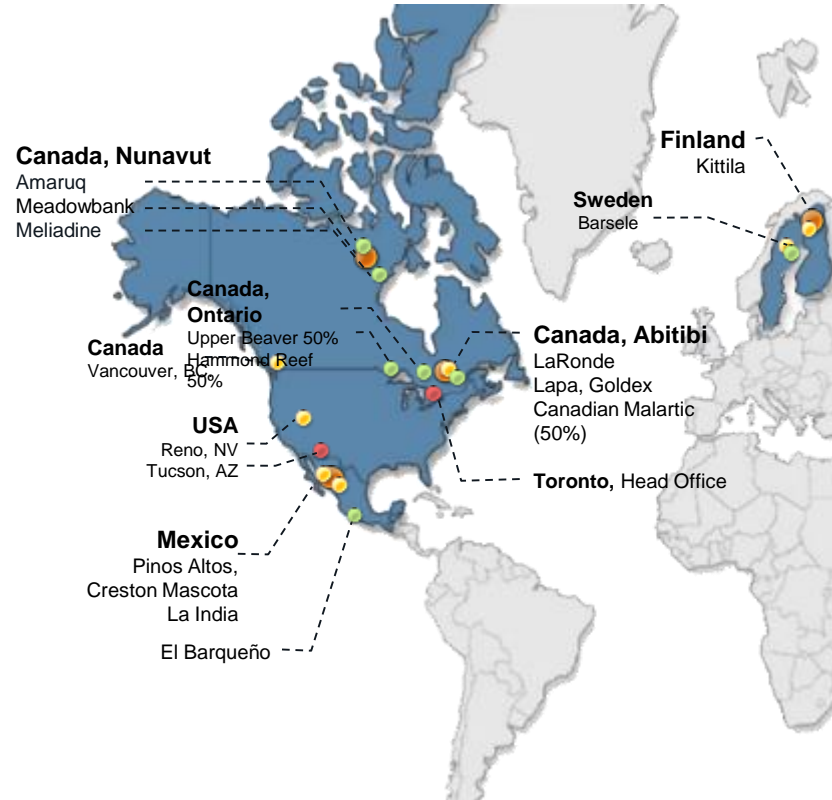 Canada, Nunavut
Amaruq
Meadowbank
Meliadine
Canada,
Ontario
Upper Beaver 50%
Hammond Reef
50%
Canada
Vancouver, BC
USA
Reno, NV
Tucson, AZ
Mexico
Pinos Altos,
Creston Mascota
La India
El Barqueño
Finland
Kittila
Sweden
Barsele
Canada, Abitibi
LaRonde
Lapa, Goldex
Canadian Malartic
(50%)
Toronto, Head Office